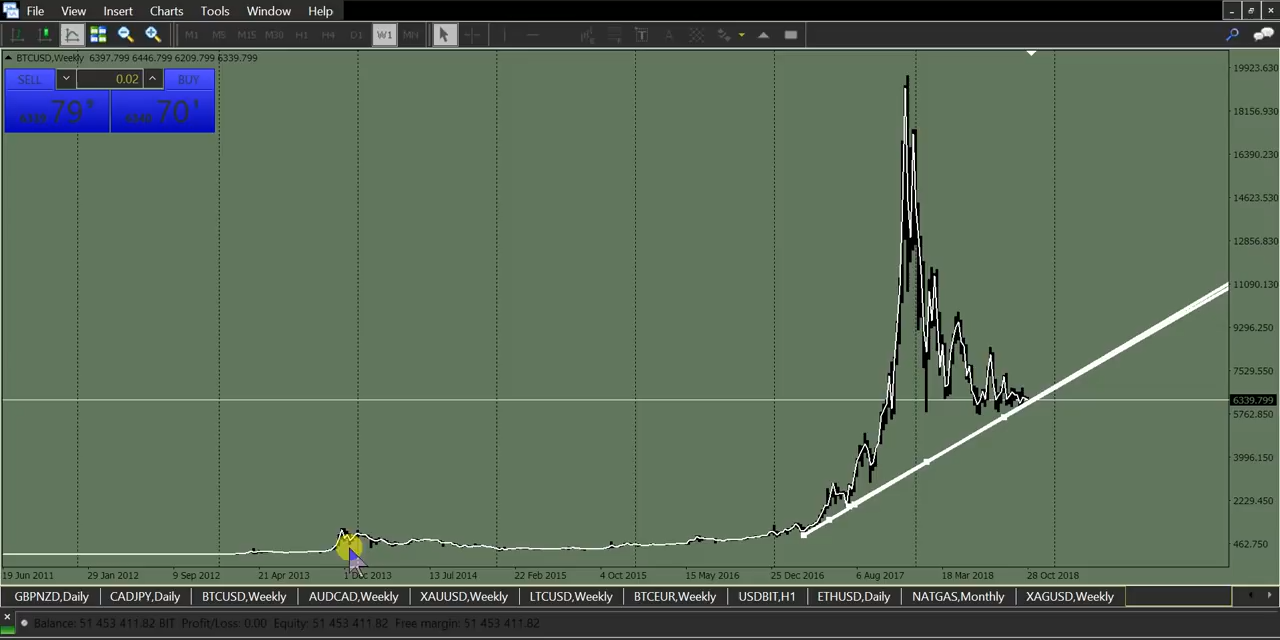 File View Insert Charts Tools Window Help
M1 M5 M15 M30 H1 H4 D1 W1 MN
BTCUSD,Weekly 6397.799 6446.799 6209.799 6339.799
SELL 0.02 BUY
79 70
19923.630
18156.930
16390.230
14623.530
12856.830
11090.130
9296.250
7529.550
6339.799
5762.850
3996.150
2229.450
462.750
19 Jun 2011 29 Jan 2012 9 Sep 2012 21 Apr 2013 1 Dec 2013 13 Jul 2014 22 Feb 2015 4 Oct 2015 15 May 2016 25 Dec 2016 6 Aug 2017 18 Mar 2018 28 Oct 2018
GBPNZD,Daily CADJPY,Daily BTCUSD,Weekly AUDCAD,Weekly XAUUSD,Weekly LTCUSD,Weekly BTCEUR,Weekly USDBIT,H1 ETHUSD,Daily NATGAS,Monthly XAGUSD,Weekly
Balance: 51 453 411.82 BIT Profit/Loss: 0.00 Equity: 51 453 411.82 Free margin: 51 453 411.82